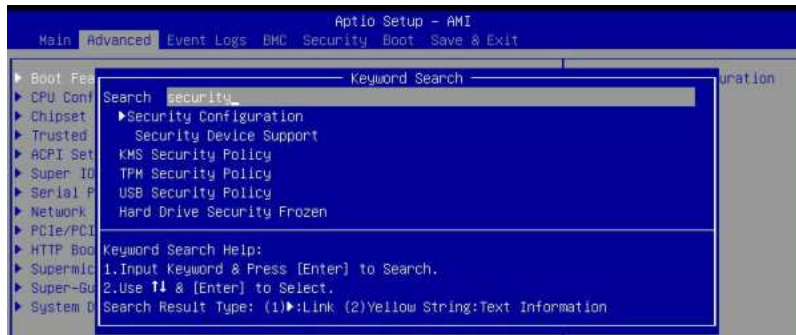 Aptio Setup – AMI
Main Advanced Event Logs BMC Security Boot Save & Exit
Keyword Search
Boot Fea
uration
CPU Conf
Search security_
Chipset
▶Security Configuration
Trusted
Security Device Support
ACPI Set
KMS Security Policy
Super IO
TPM Security Policy
Serial P
USB Security Policy
Network
Hard Drive Security Frozen
PCIe/PCI
HTTP Boo
Keyword Search Help:
Supermic
1.Input Keyword & Press [Enter] to Search.
Super-Gu
2.Use ↑↓ & [Enter] to Select.
System D
Search Result Type: (1)▶:Link (2)Yellow String:Text Information